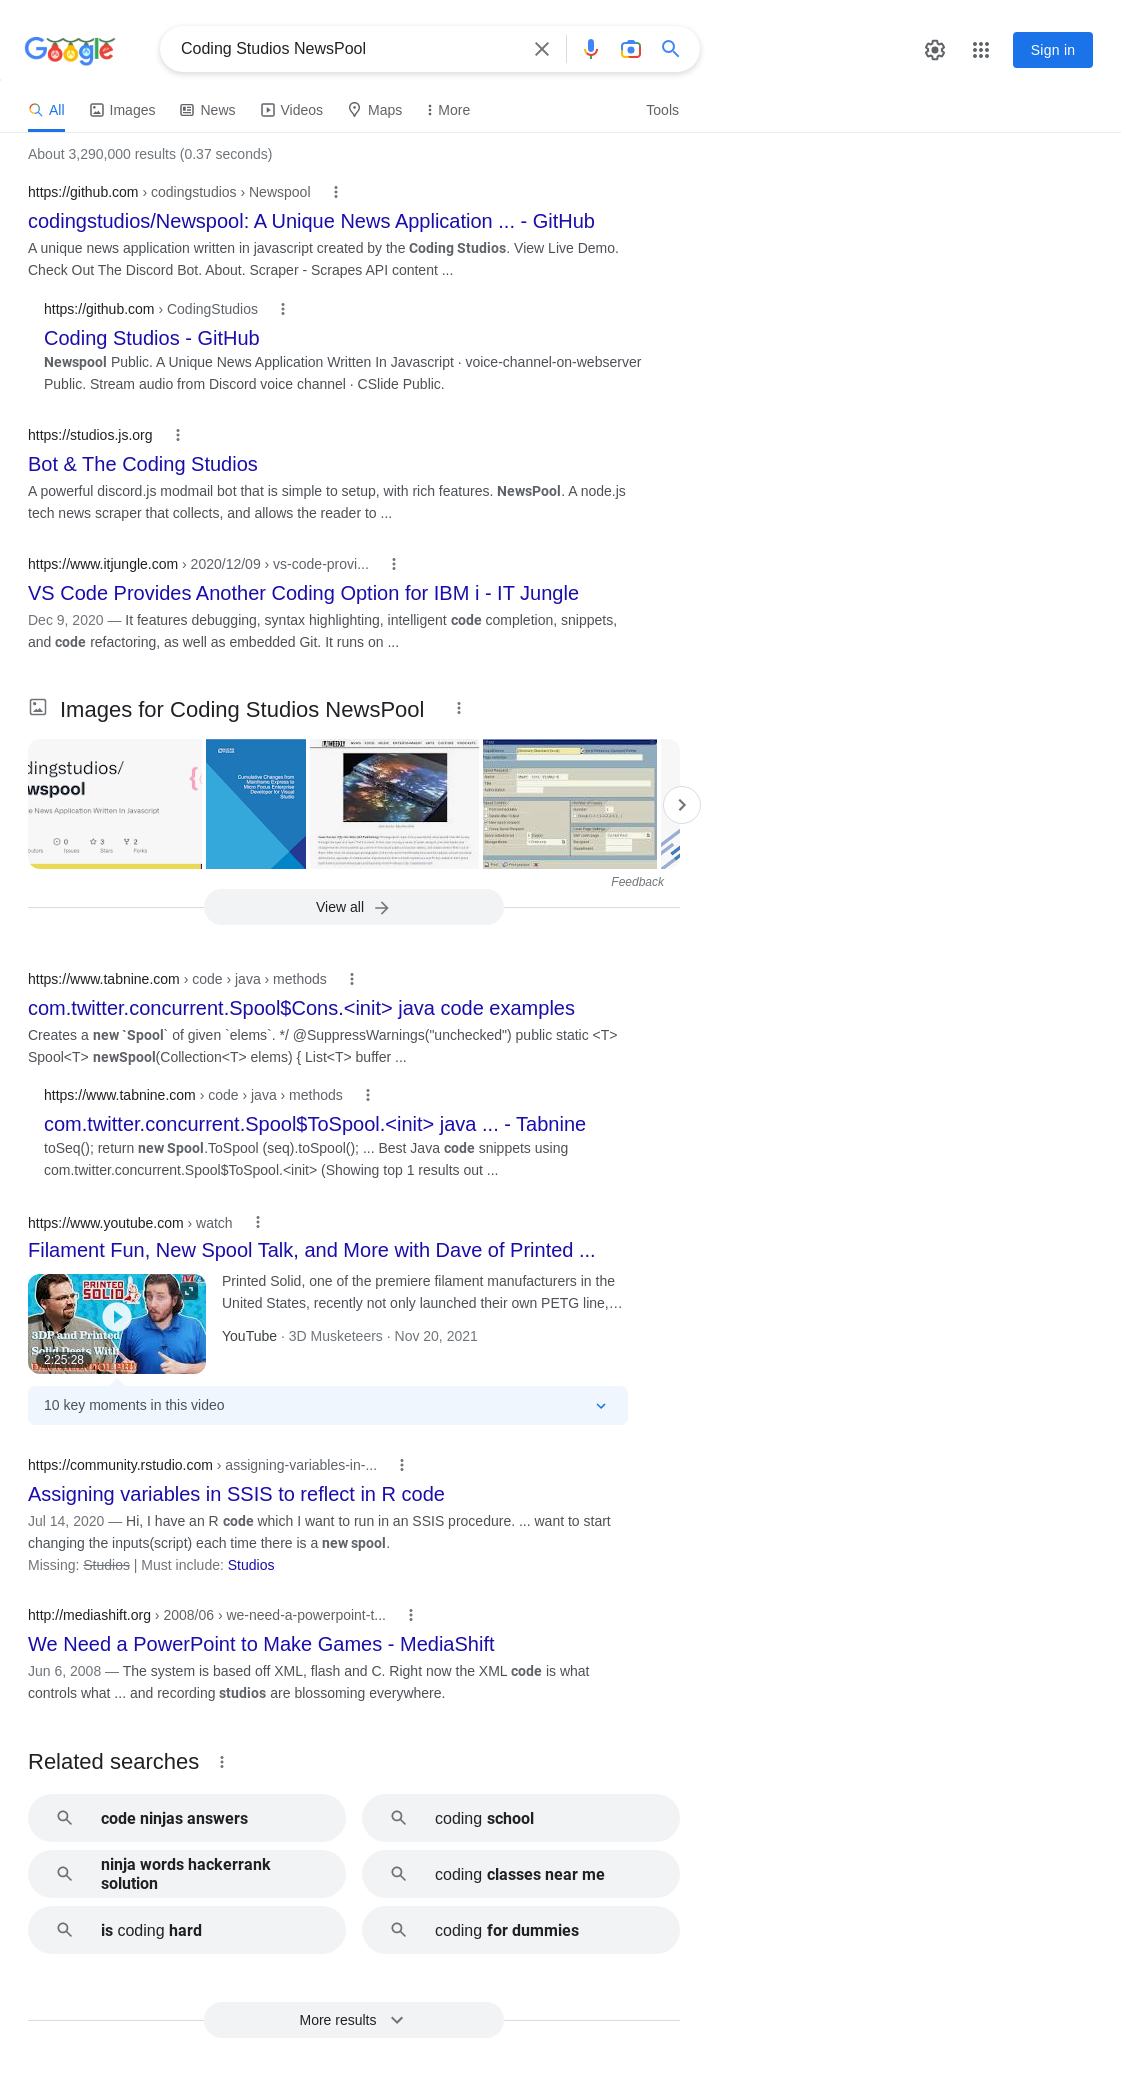 Google
Coding Studios NewsPool
Sign in
All Images News Videos Maps More Tools
About 3,290,000 results (0.37 seconds)
https://github.com › codingstudios › Newspool
codingstudios/Newspool: A Unique News Application ... - GitHub
A unique news application written in javascript created by the Coding Studios. View Live Demo.
Check Out The Discord Bot. About. Scraper - Scrapes API content ...
https://github.com › CodingStudios
Coding Studios - GitHub
Newspool Public. A Unique News Application Written In Javascript · voice-channel-on-webserver
Public. Stream audio from Discord voice channel · CSlide Public.
https://studios.js.org
Bot & The Coding Studios
A powerful discord.js modmail bot that is simple to setup, with rich features. NewsPool. A node.js
tech news scraper that collects, and allows the reader to ...
https://www.itjungle.com › 2020/12/09 › vs-code-provi...
VS Code Provides Another Coding Option for IBM i - IT Jungle
Dec 9, 2020 — It features debugging, syntax highlighting, intelligent code completion, snippets,
and code refactoring, as well as embedded Git. It runs on ...
Images for Coding Studios NewsPool
dingstudios/
wspool
e News Application Written In Javascript
0 3 2
Issues Stars Forks
Cumulative Changes from
Mainframe Express to
Micro Focus Enterprise
Developer for Visual
Studio
LA WEEKLY
Feedback
View all
https://www.tabnine.com › code › java › methods
com.twitter.concurrent.Spool$Cons.<init> java code examples
Creates a new `Spool` of given `elems`. */ @SuppressWarnings("unchecked") public static <T>
Spool<T> newSpool(Collection<T> elems) { List<T> buffer ...
https://www.tabnine.com › code › java › methods
com.twitter.concurrent.Spool$ToSpool.<init> java ... - Tabnine
toSeq(); return new Spool.ToSpool (seq).toSpool(); ... Best Java code snippets using
com.twitter.concurrent.Spool$ToSpool.<init> (Showing top 1 results out ...
https://www.youtube.com › watch
Filament Fun, New Spool Talk, and More with Dave of Printed ...
PRINTED
SOLID
3DP and Printed
Solid Deets With
2:25:28
Printed Solid, one of the premiere filament manufacturers in the
United States, recently not only launched their own PETG line,…
YouTube · 3D Musketeers · Nov 20, 2021
10 key moments in this video
https://community.rstudio.com › assigning-variables-in-...
Assigning variables in SSIS to reflect in R code
Jul 14, 2020 — Hi, I have an R code which I want to run in an SSIS procedure. ... want to start
changing the inputs(script) each time there is a new spool.
Missing: Studios | Must include: Studios
http://mediashift.org › 2008/06 › we-need-a-powerpoint-t...
We Need a PowerPoint to Make Games - MediaShift
Jun 6, 2008 — The system is based off XML, flash and C. Right now the XML code is what
controls what ... and recording studios are blossoming everywhere.
Related searches
code ninjas answers
coding school
ninja words hackerrank
solution
coding classes near me
is coding hard
coding for dummies
More results